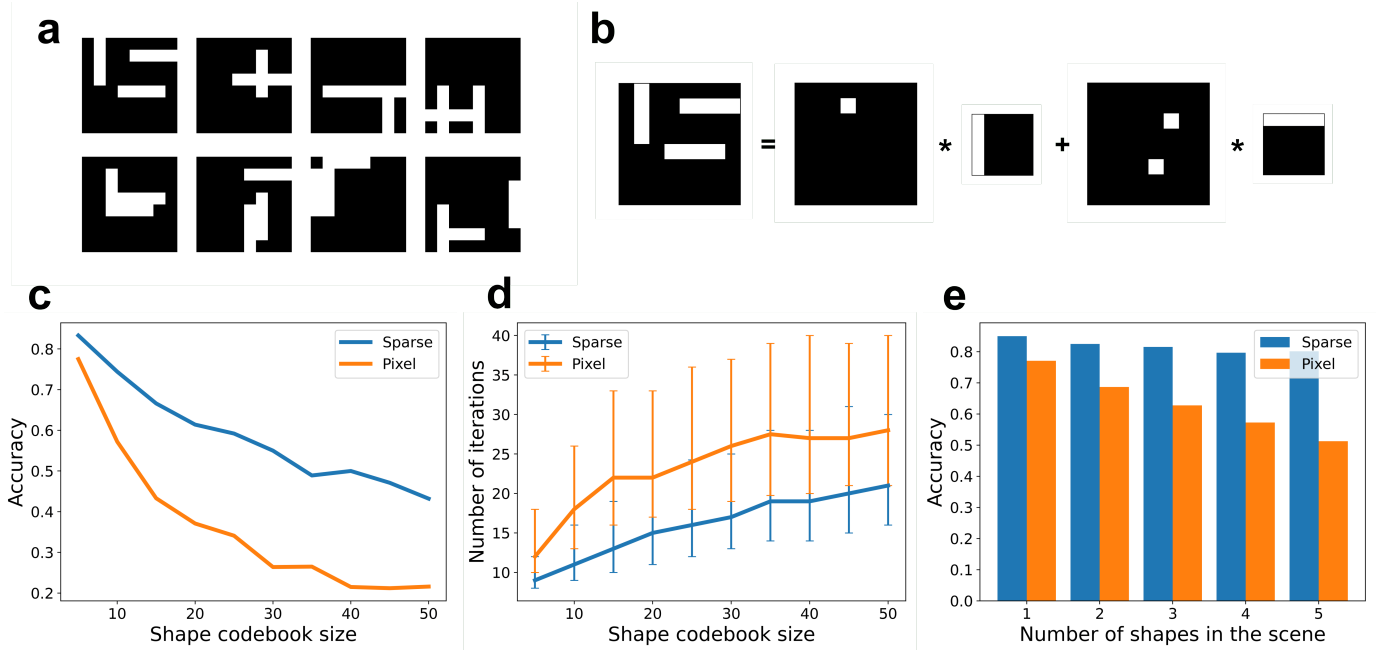 a
b
= * + *
c
Sparse
Pixel
0.8
0.7
0.6
0.5
0.4
0.3
0.2
Accuracy
10 20 30 40 50
Shape codebook size
d
Sparse
Pixel
40
35
30
25
20
15
10
Number of iterations
10 20 30 40 50
Shape codebook size
e
Sparse
Pixel
0.8
0.7
0.6
0.5
0.4
0.3
0.2
0.1
0.0
Accuracy
1 2 3 4 5
Number of shapes in the scene